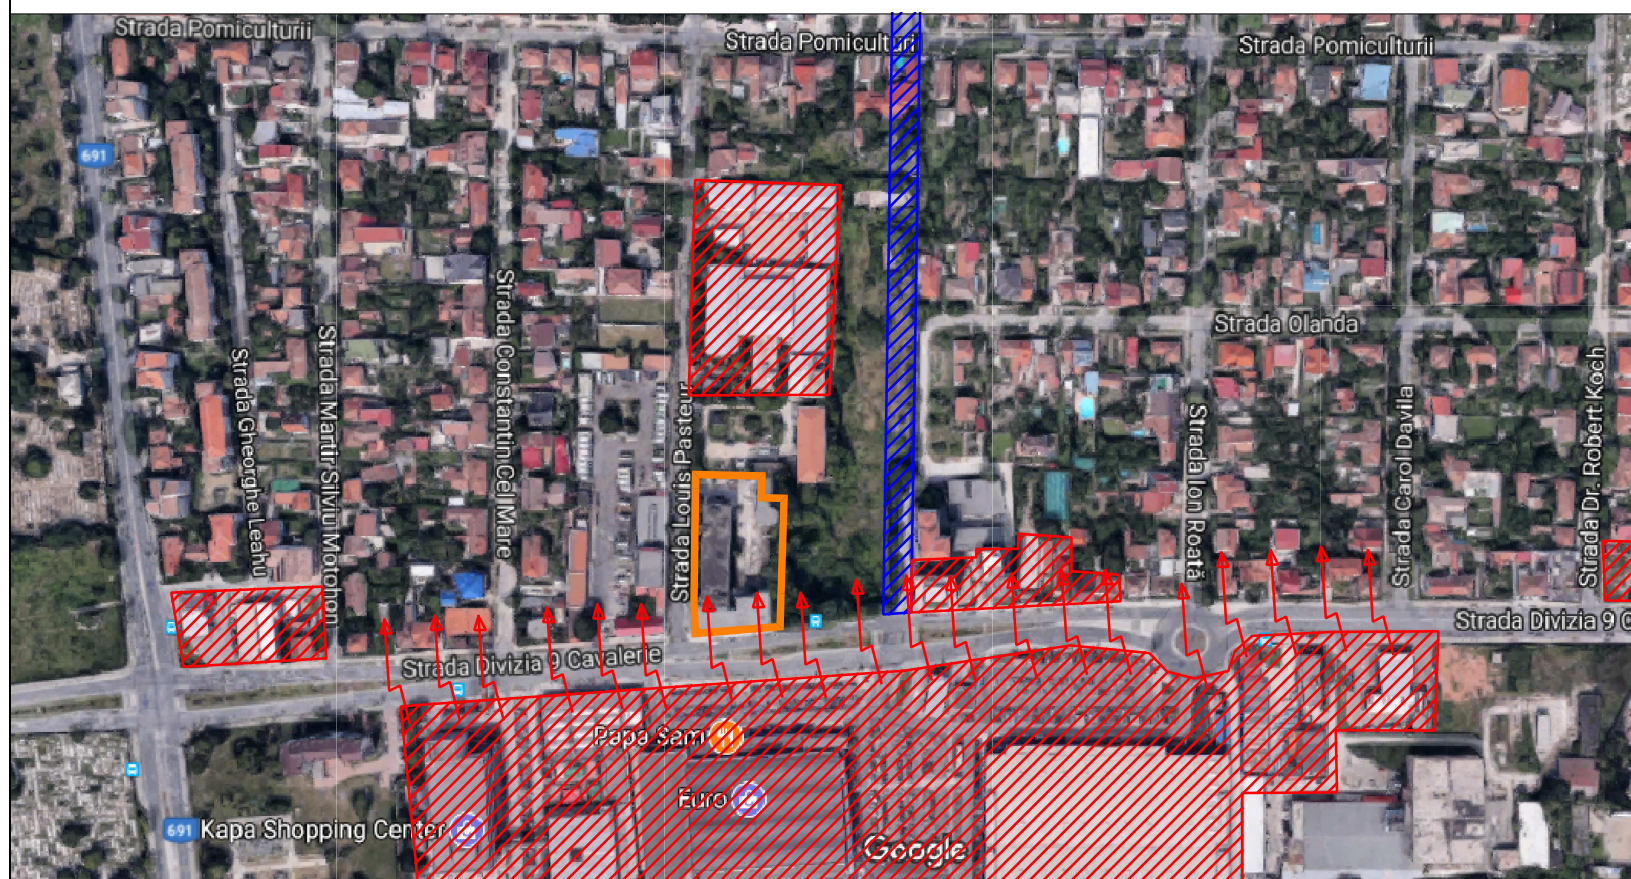 Strada Pomiculturii
Strada Pomiculturi
Strada Pomiculturii
691
Strada Olanda
Strada Gheorghe Leahu
Strada Martir Silviu Motohon
Strada Constantin Cel Mare
Strada Louis Pasteur
Strada Ion Roată
Strada Carol Davila
Strada Dr. Robert Koch
Strada Divizia 9 C
Strada Divizia 9 Cavalerie
Papa Sam
Euro
691
Kapa Shopping Center
Google